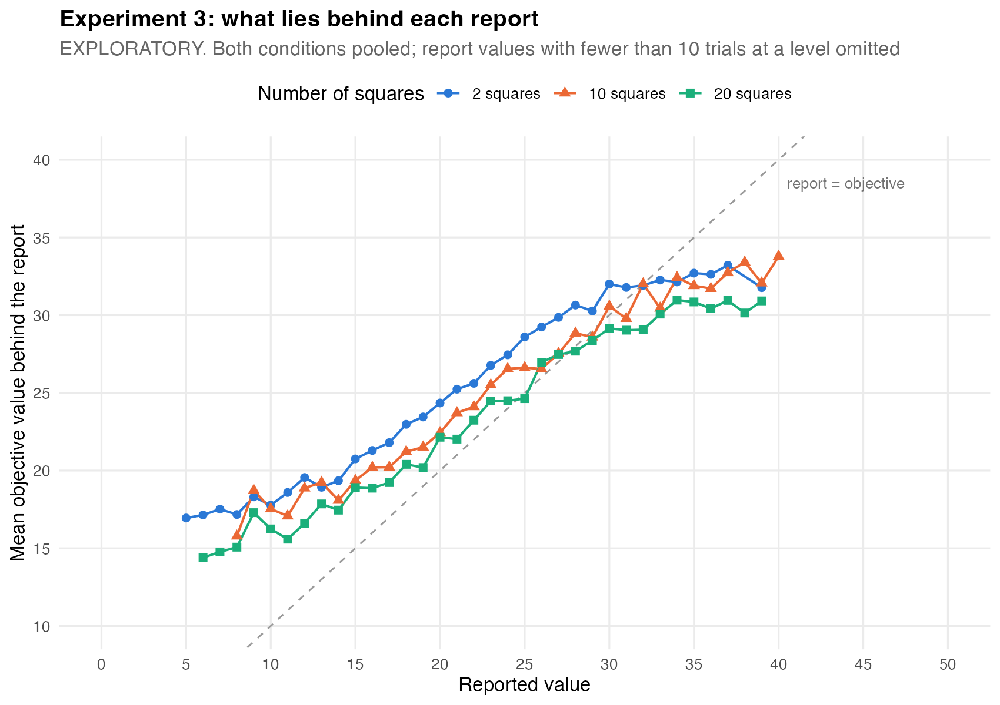 Experiment 3: what lies behind each report
EXPLORATORY. Both conditions pooled; report values with fewer than 10 trials at a level omitted
Number of squares 2 squares 10 squares 20 squares
40
35
30
25
20
15
10
Mean objective value behind the report
report = objective
0 5 10 15 20 25 30 35 40 45 50
Reported value